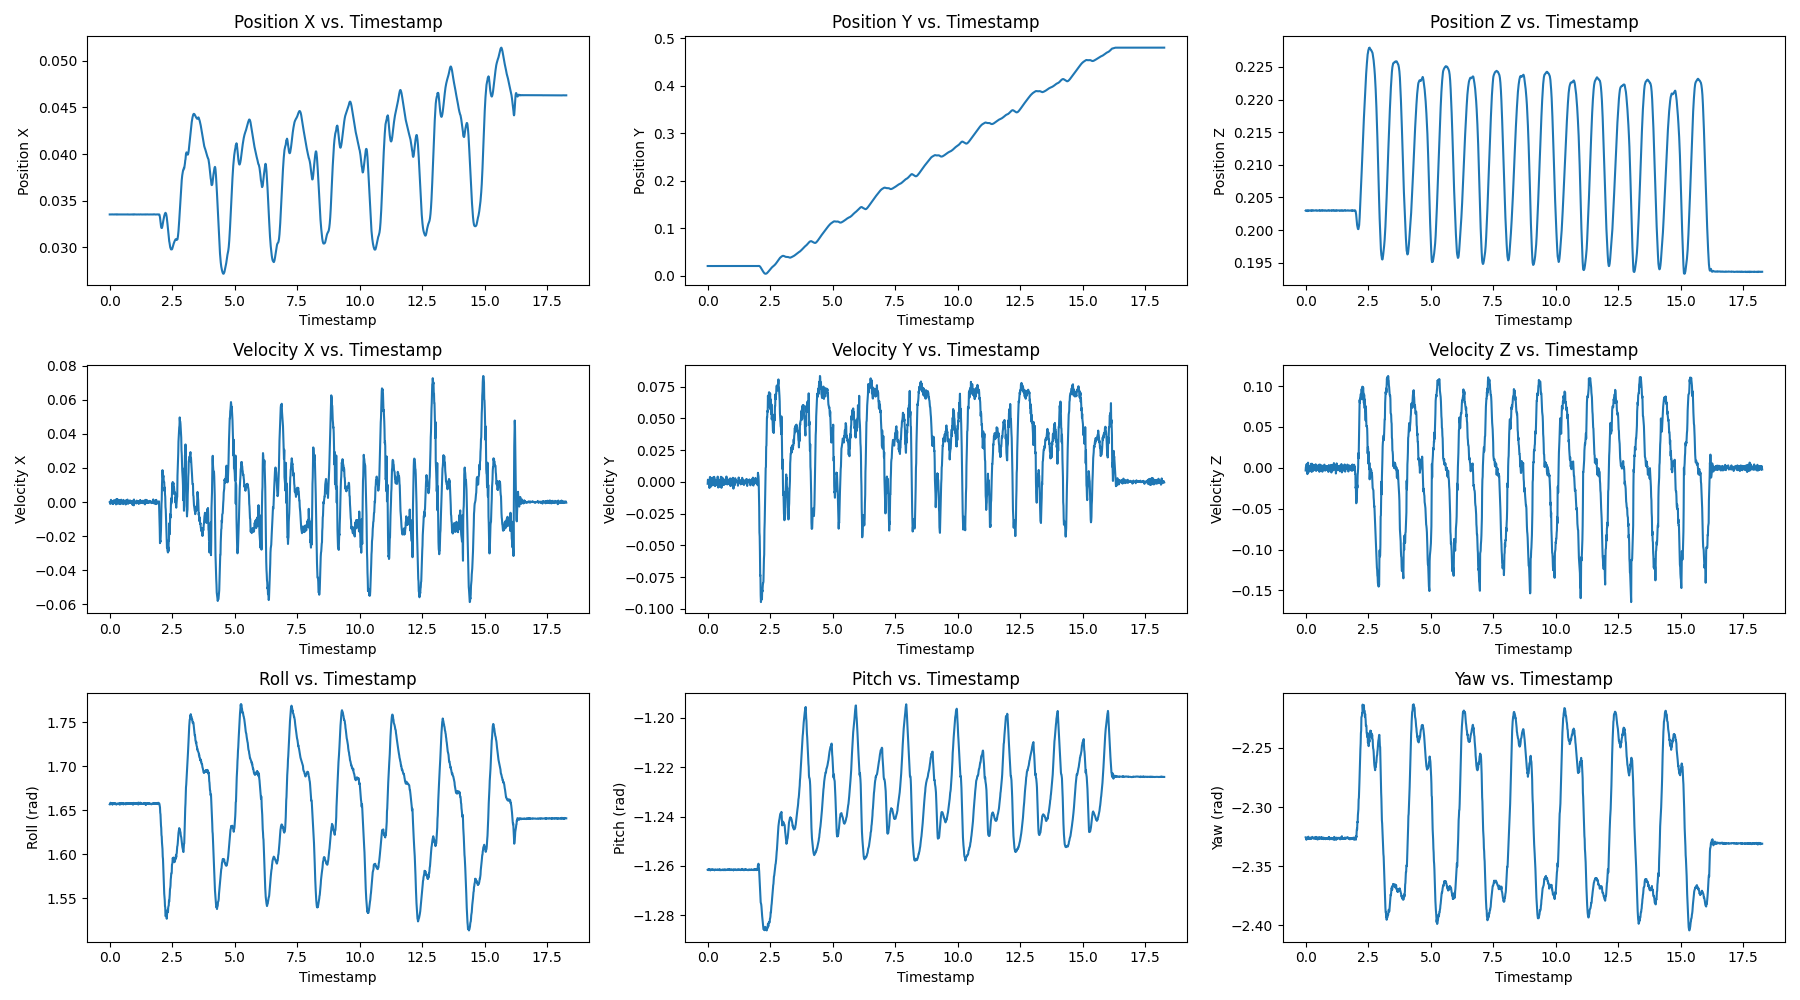 Position X vs. Timestamp
Position X
0.050
0.045
0.040
0.035
0.030
0.0 2.5 5.0 7.5 10.0 12.5 15.0 17.5
Timestamp
Position Y vs. Timestamp
Position Y
0.5
0.4
0.3
0.2
0.1
0.0
0.0 2.5 5.0 7.5 10.0 12.5 15.0 17.5
Timestamp
Position Z vs. Timestamp
Position Z
0.225
0.220
0.215
0.210
0.205
0.200
0.195
0.0 2.5 5.0 7.5 10.0 12.5 15.0 17.5
Timestamp
Velocity X vs. Timestamp
Velocity X
0.08
0.06
0.04
0.02
0.00
−0.02
−0.04
−0.06
0.0 2.5 5.0 7.5 10.0 12.5 15.0 17.5
Timestamp
Velocity Y vs. Timestamp
Velocity Y
0.075
0.050
0.025
0.000
−0.025
−0.050
−0.075
−0.100
0.0 2.5 5.0 7.5 10.0 12.5 15.0 17.5
Timestamp
Velocity Z vs. Timestamp
Velocity Z
0.10
0.05
0.00
−0.05
−0.10
−0.15
0.0 2.5 5.0 7.5 10.0 12.5 15.0 17.5
Timestamp
Roll vs. Timestamp
Roll (rad)
1.75
1.70
1.65
1.60
1.55
0.0 2.5 5.0 7.5 10.0 12.5 15.0 17.5
Timestamp
Pitch vs. Timestamp
Pitch (rad)
−1.20
−1.22
−1.24
−1.26
−1.28
0.0 2.5 5.0 7.5 10.0 12.5 15.0 17.5
Timestamp
Yaw vs. Timestamp
Yaw (rad)
−2.25
−2.30
−2.35
−2.40
0.0 2.5 5.0 7.5 10.0 12.5 15.0 17.5
Timestamp